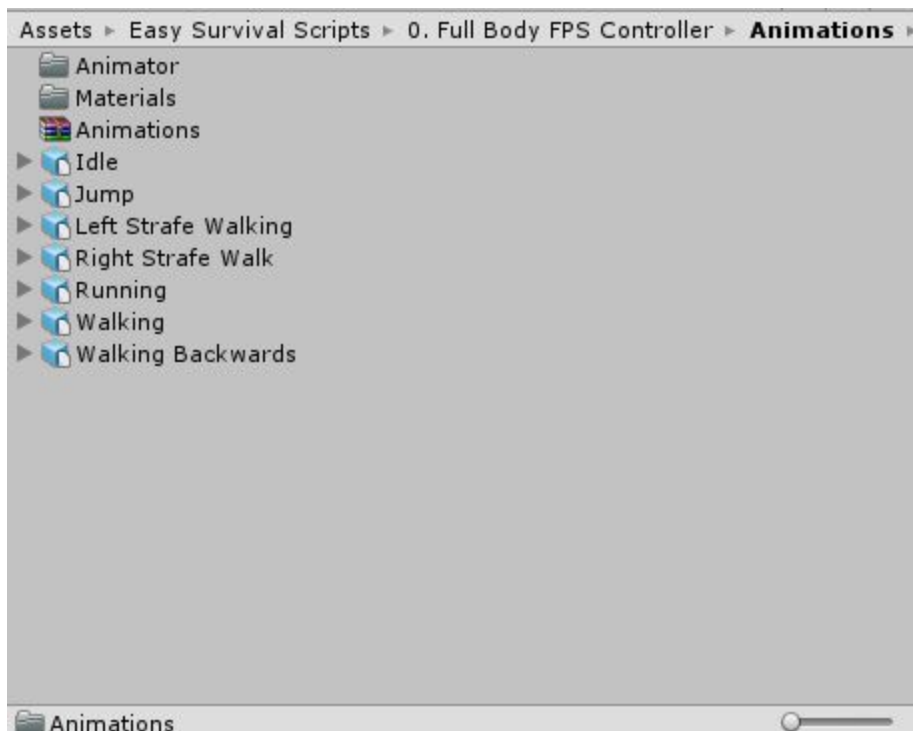 Assets ▸ Easy Survival Scripts ▸ 0. Full Body FPS Controller ▸ Animations ▸
Animator
Materials
Animations
Idle
Jump
Left Strafe Walking
Right Strafe Walk
Running
Walking
Walking Backwards
Animations